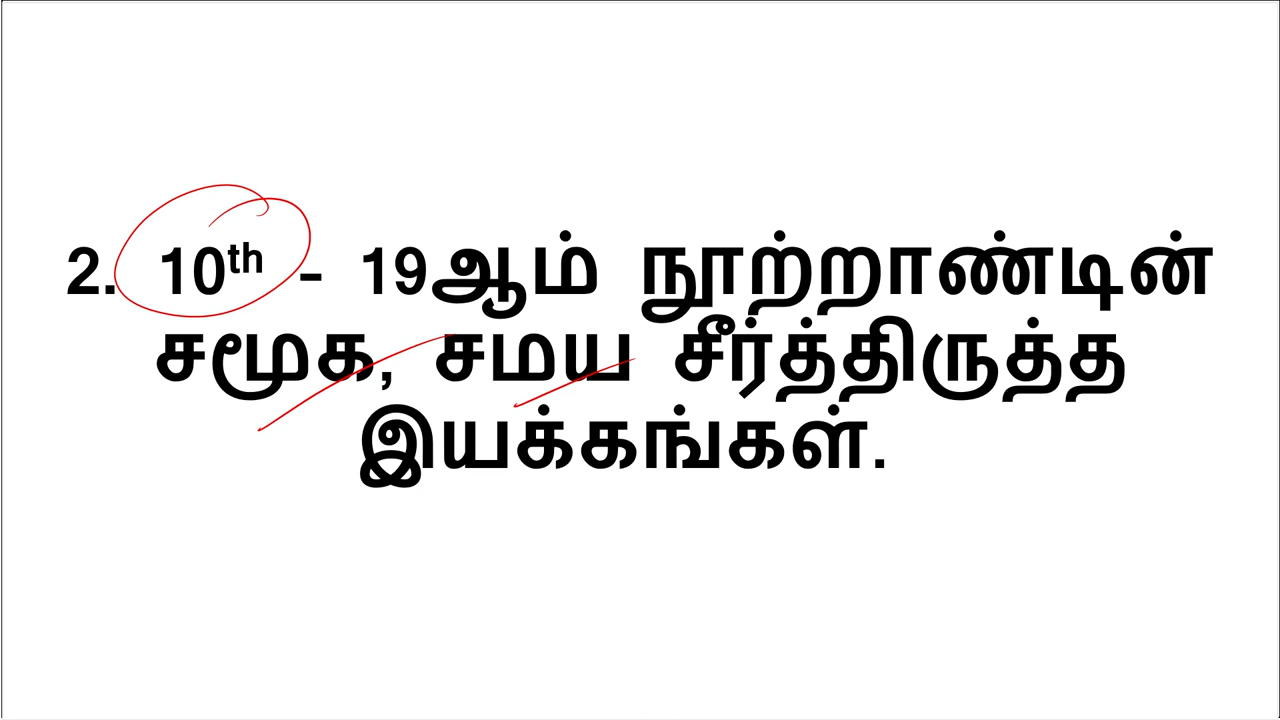 2. 10th - 19ஆம் நூற்றாண்டின்
சமூக, சமய சீர்த்திருத்த
இயக்கங்கள்.